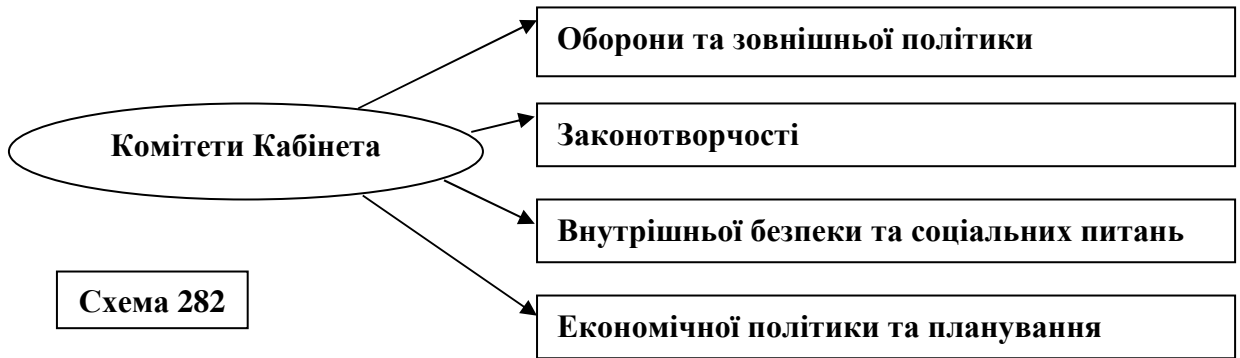 Оборони та зовнішньої політики
Комітети Кабінета
Законотворчості
Внутрішньої безпеки та соціальних питань
Схема 282
Економічної політики та планування